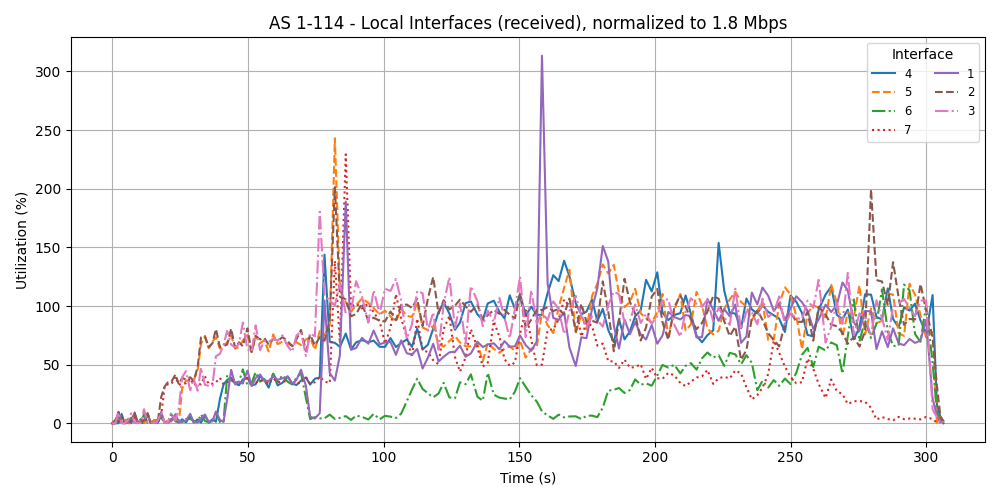 AS 1-114 - Local Interfaces (received), normalized to 1.8 Mbps
Utilization (%)
300
250
200
150
100
50
0
0 50 100 150 200 250 300
Time (s)
Interface
4 1
5 2
6 3
7